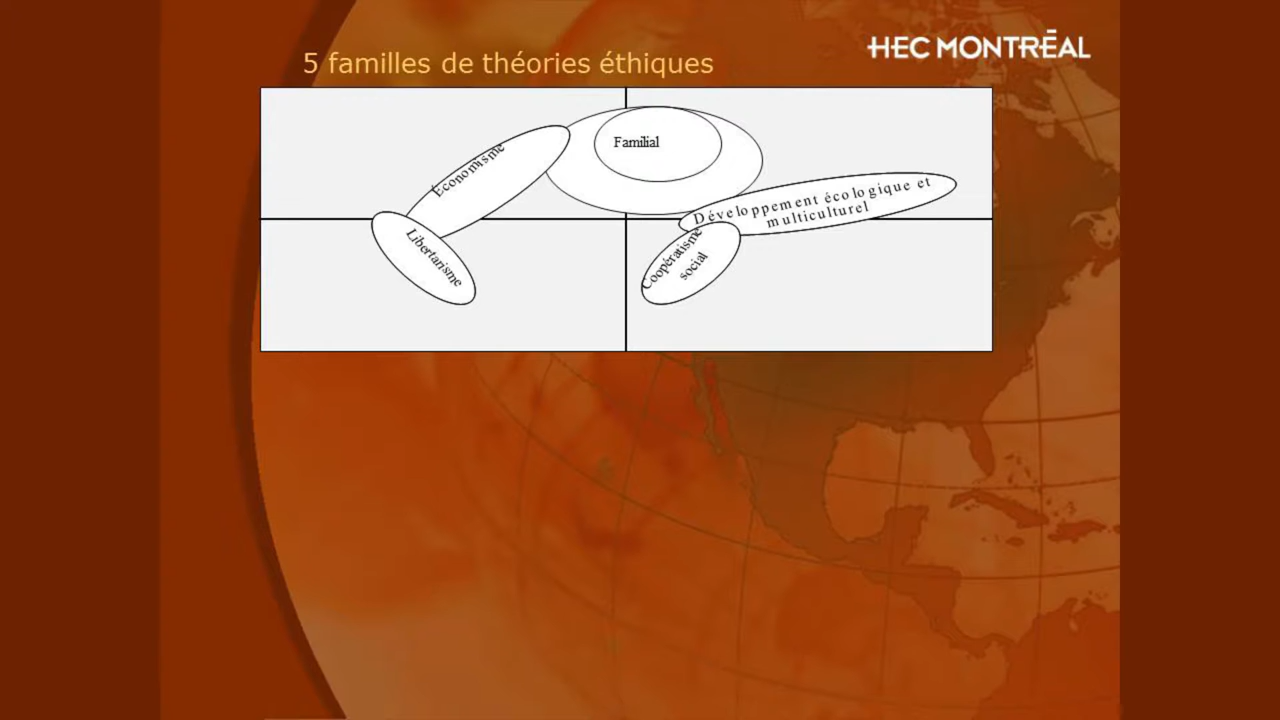 5 familles de théories éthiques
HEC MONTRĒAL
Familial
Économisme
Développement écologique et
multiculturel
Libertarisme
Coopératisme
social